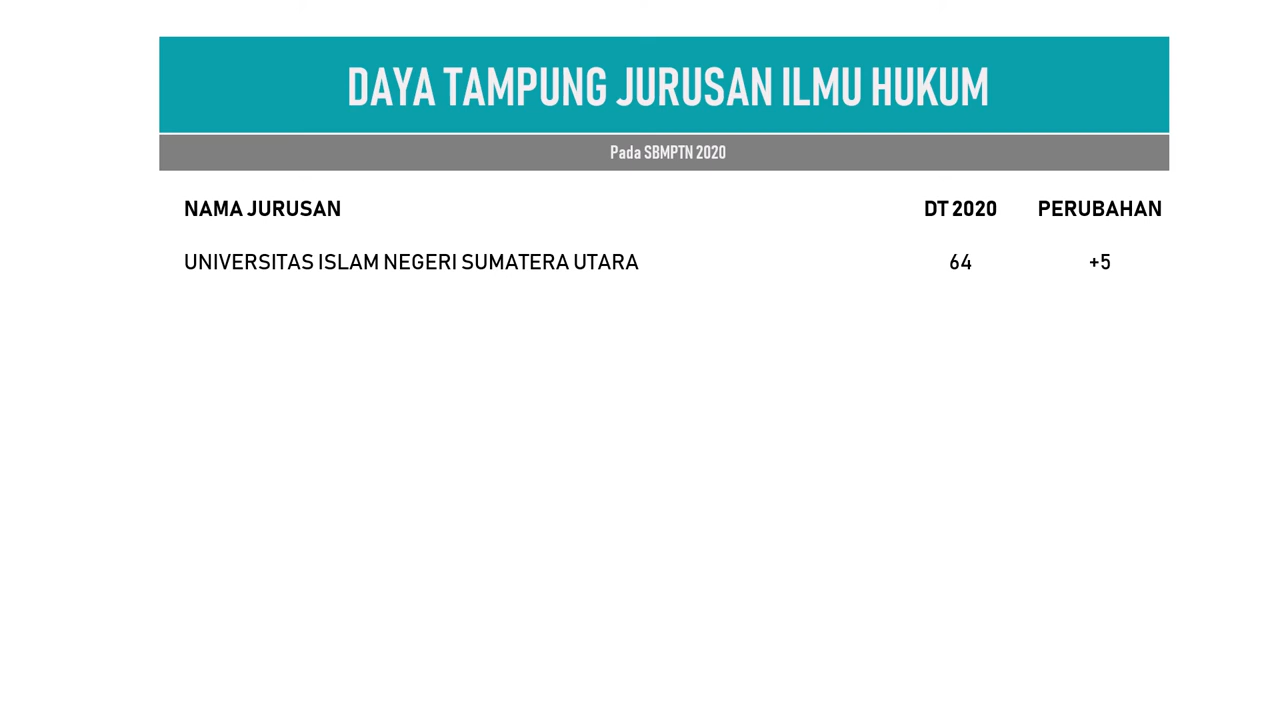 DAYA TAMPUNG JURUSAN ILMU HUKUM
Pada SBMPTN 2020
NAMA JURUSAN DT 2020 PERUBAHAN
UNIVERSITAS ISLAM NEGERI SUMATERA UTARA 64 +5